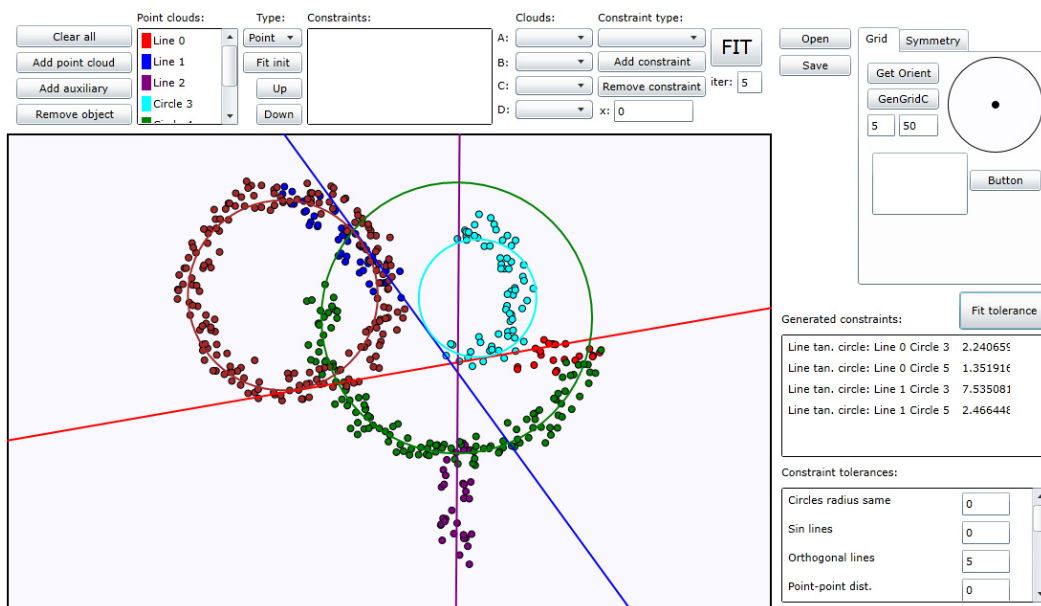 Point clouds: Type: Constraints: Clouds: Constraint type:
Clear all Line 0 Point A: FIT Open Grid Symmetry
Add point cloud Line 1 Fit init B: Add constraint Save Get Orient
Add auxiliary Line 2 Up C: Remove constraint iter: 5 GenGridC
Remove object Circle 3 Down D: x: 0 5 50
Button
Fit tolerance
Generated constraints:
Line tan. circle: Line 0 Circle 3 2.240659
Line tan. circle: Line 0 Circle 5 1.351916
Line tan. circle: Line 1 Circle 3 7.535081
Line tan. circle: Line 1 Circle 5 2.466448
Constraint tolerances:
Circles radius same 0
Sin lines 0
Orthogonal lines 5
Point-point dist. 0